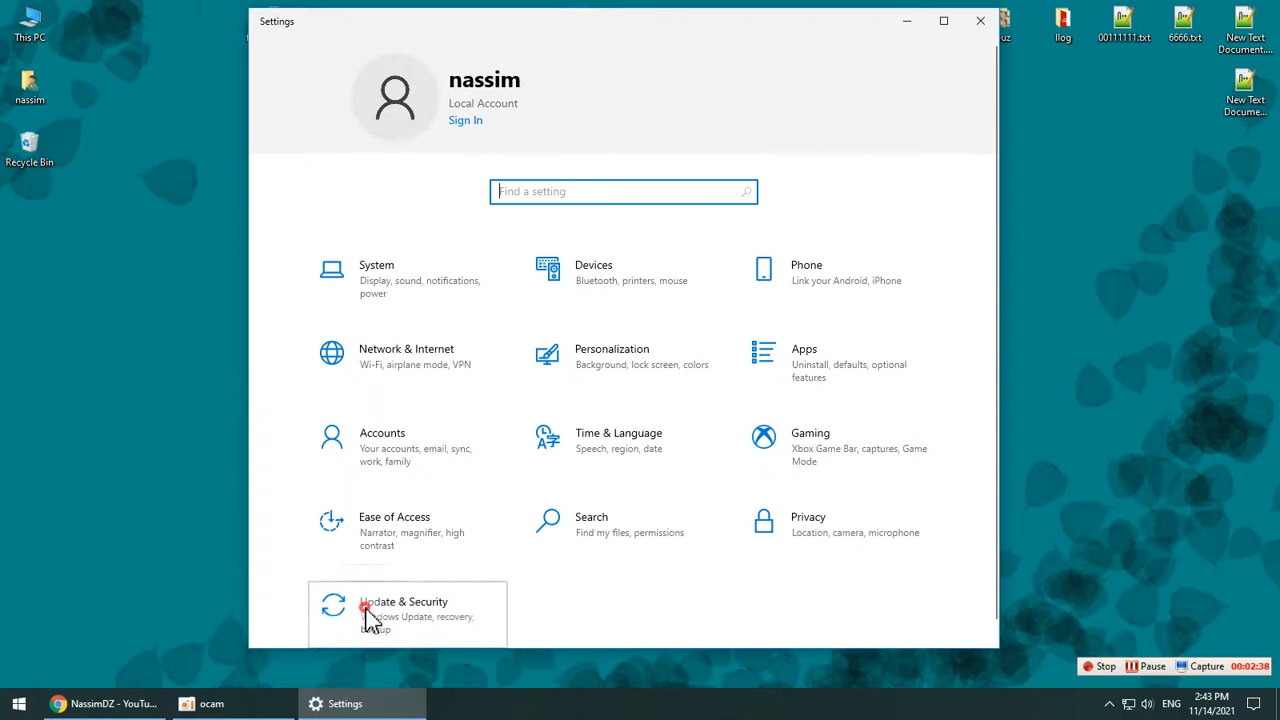 Settings
This PC
nassim
Recycle Bin
uz
llog
00111111.txt
6666.txt
New Text
Document....
New Text
Docume...
nassim
Local Account
Sign In
Find a setting
System
Display, sound, notifications,
power
Devices
Bluetooth, printers, mouse
Phone
Link your Android, iPhone
Network & Internet
Wi-Fi, airplane mode, VPN
Personalization
Background, lock screen, colors
Apps
Uninstall, defaults, optional
features
Accounts
Your accounts, email, sync,
work, family
Time & Language
Speech, region, date
Gaming
Xbox Game Bar, captures, Game
Mode
Ease of Access
Narrator, magnifier, high
contrast
Search
Find my files, permissions
Privacy
Location, camera, microphone
Update & Security
Windows Update, recovery,
backup
Stop
Pause
Capture
00:02:38
NassimDZ - YouTu...
ocam
Settings
ENG
2:43 PM
11/14/2021